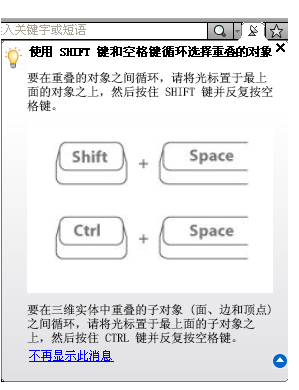 入关键字或短语
使用 SHIFT 键和空格键循环选择重叠的对象
要在重叠的对象之间循环，请将光标置于最上
面的对象之上，然后按住 SHIFT 键并反复按空
格键。
Shift + Space
Ctrl + Space
要在三维实体中重叠的子对象 (面、边和顶点)
之间循环，请将光标置于最上面的子对象之
上，然后按住 CTRL 键并反复按空格键。
不再显示此消息